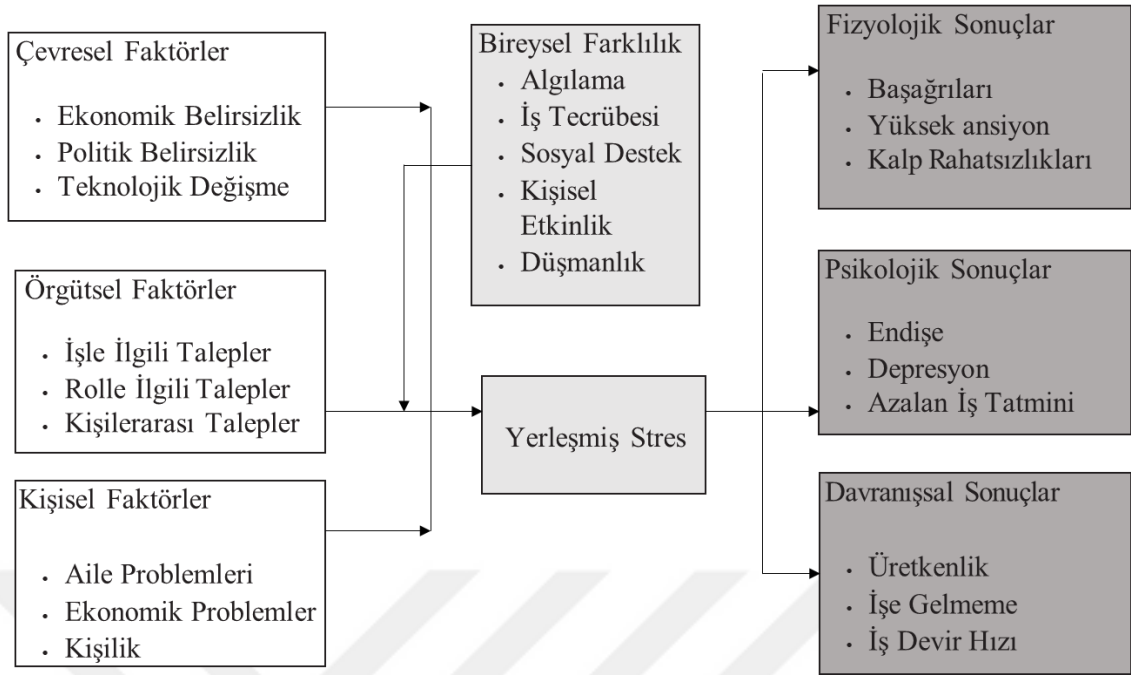 Çevresel Faktörler
• Ekonomik Belirsizlik
• Politik Belirsizlik
• Teknolojik Değişme
Örgütsel Faktörler
• İşle İlgili Talepler
• Rolle İlgili Talepler
• Kişilerarası Talepler
Kişisel Faktörler
• Aile Problemleri
• Ekonomik Problemler
• Kişilik
Bireysel Farklılık
• Algılama
• İş Tecrübesi
• Sosyal Destek
• Kişisel
Etkinlik
• Düşmanlık
Yerleşmiş Stres
Fizyolojik Sonuçlar
• Başağrıları
• Yüksek ansiyon
• Kalp Rahatsızlıkları
Psikolojik Sonuçlar
• Endişe
• Depresyon
• Azalan İş Tatmini
Davranışsal Sonuçlar
• Üretkenlik
• İşe Gelmeme
• İş Devir Hızı